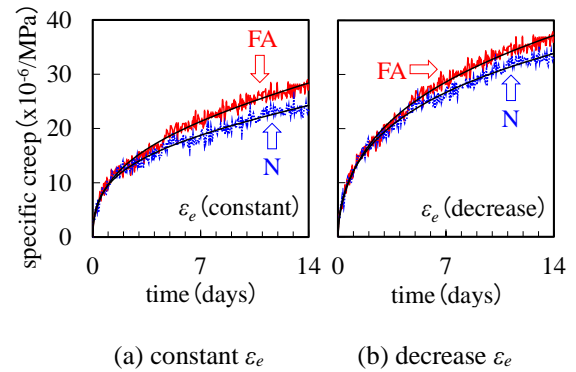 specific creep (x10⁻⁶/MPa)
40
30
20
10
0
FA
N
εₑ (constant)
0
7
14
time (days)
FA
N
εₑ (decrease)
0
7
14
time (days)
(a) constant εₑ
(b) decrease εₑ